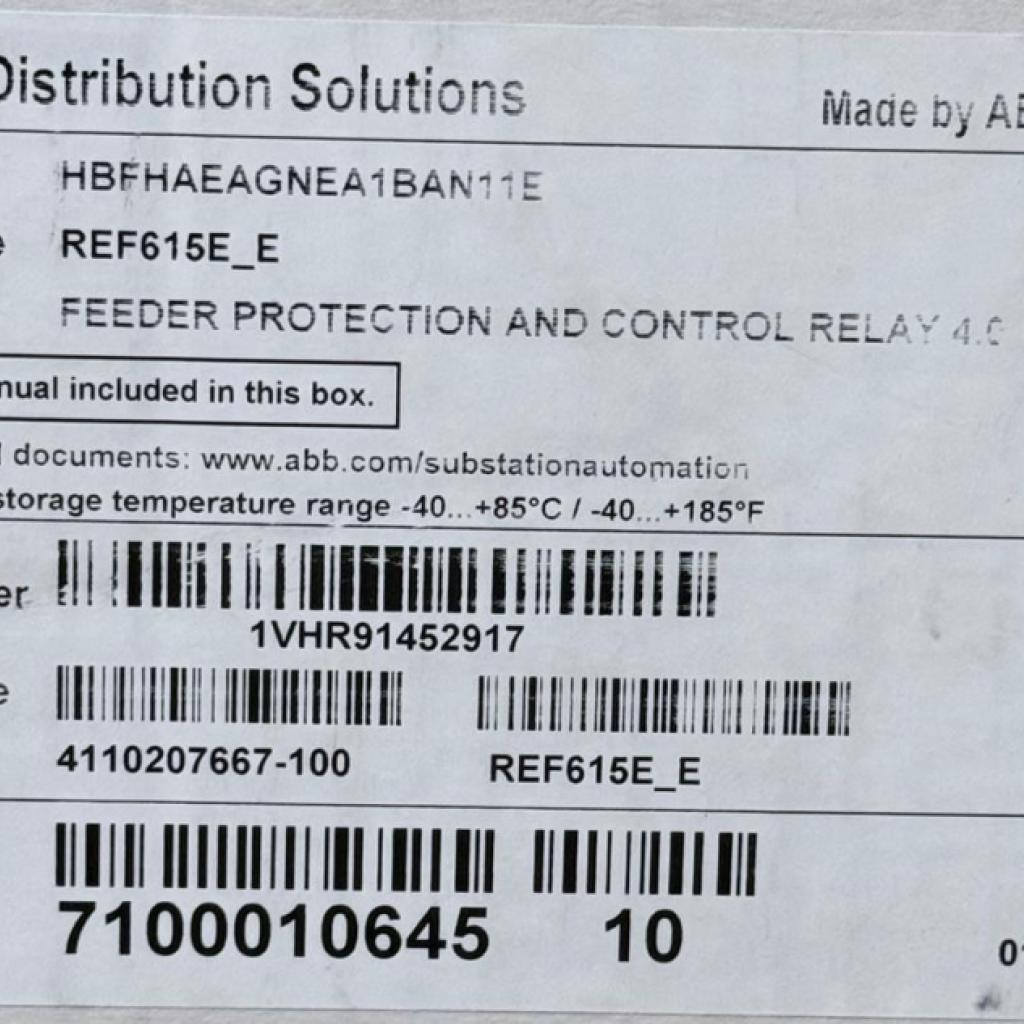 Distribution Solutions
Made by AB
HBFHAEAGNEA1BAN11E
REF615E_E
FEEDER PROTECTION AND CONTROL RELAY 4.0
nual included in this box.
documents: www.abb.com/substationautomation
storage temperature range -40...+85°C / -40...+185°F
er
1VHR91452917
e
4110207667-100 REF615E_E
7100010645 10
01